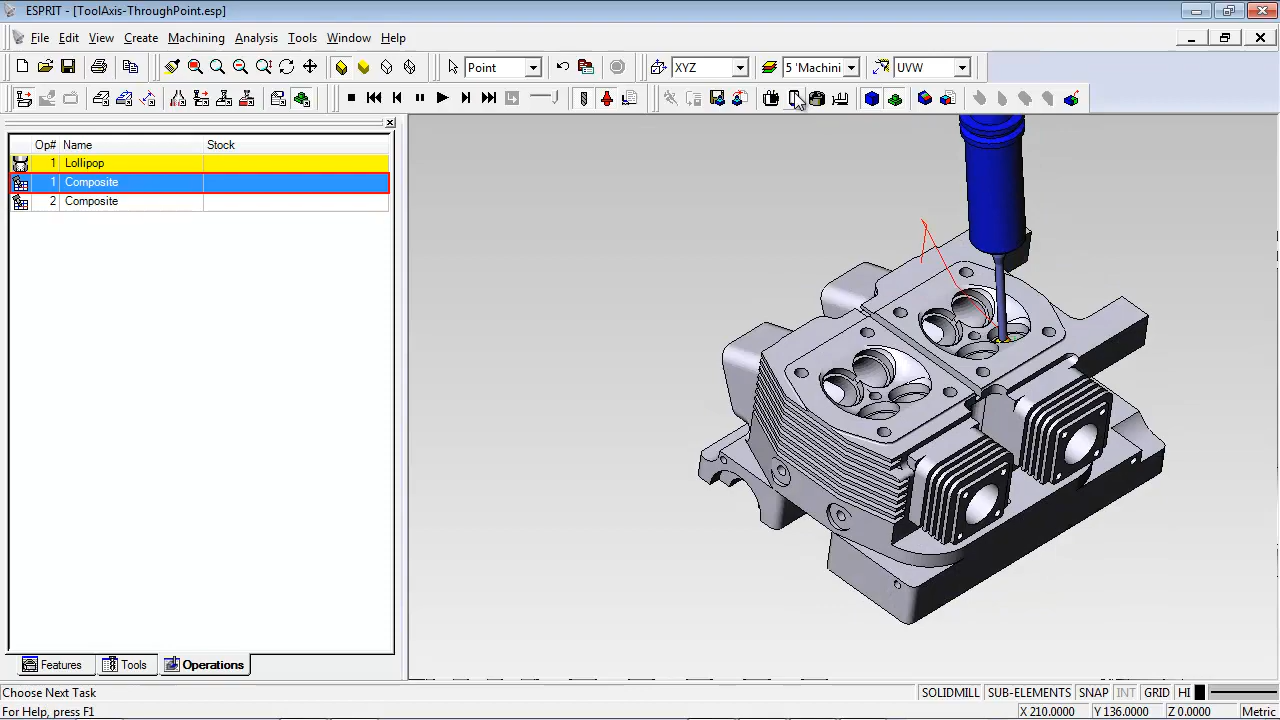 ESPRIT - [ToolAxis-ThroughPoint.esp]
File Edit View Create Machining Analysis Tools Window Help
Point XYZ 5 'Machini UVW
Op# Name Stock
1 Lollipop
1 Composite
2 Composite
Features Tools Operations
Choose Next Task SOLIDMILL SUB-ELEMENTS SNAP INT GRID HI
For Help, press F1 X 210.0000 Y 136.0000 Z 0.0000 Metric